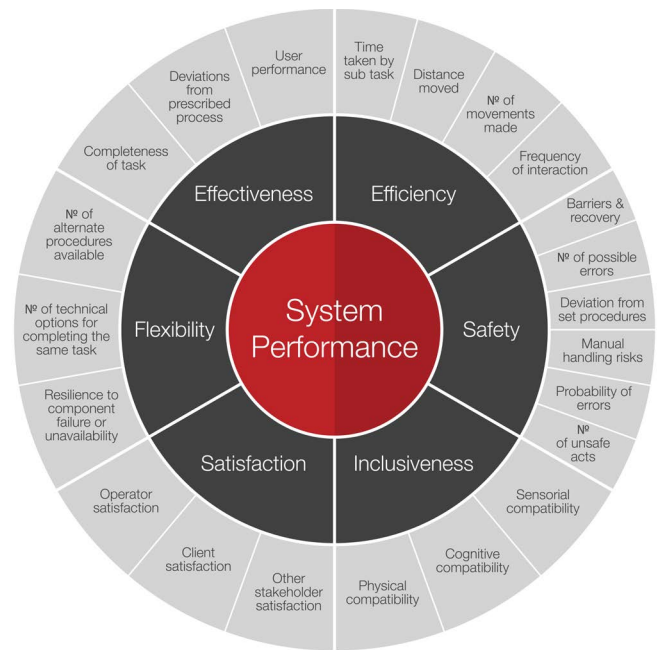 System
Performance
Effectiveness
Efficiency
Safety
Inclusiveness
Satisfaction
Flexibility
Completeness
of task
Deviations
from
prescribed
process
User
performance
Time
taken by
sub task
Distance
moved
Nº of
movements
made
Frequency
of interaction
Barriers &
recovery
Nº of possible
errors
Deviation from
set procedures
Manual
handling risks
Probability of
errors
Nº
of unsafe
acts
Sensorial
compatibility
Cognitive
compatibility
Physical
compatibility
Other
stakeholder
satisfaction
Client
satisfaction
Operator
satisfaction
Resilience to
component
failure or
unavailability
Nº of technical
options for
completing the
same task
Nº of
alternate
procedures
available